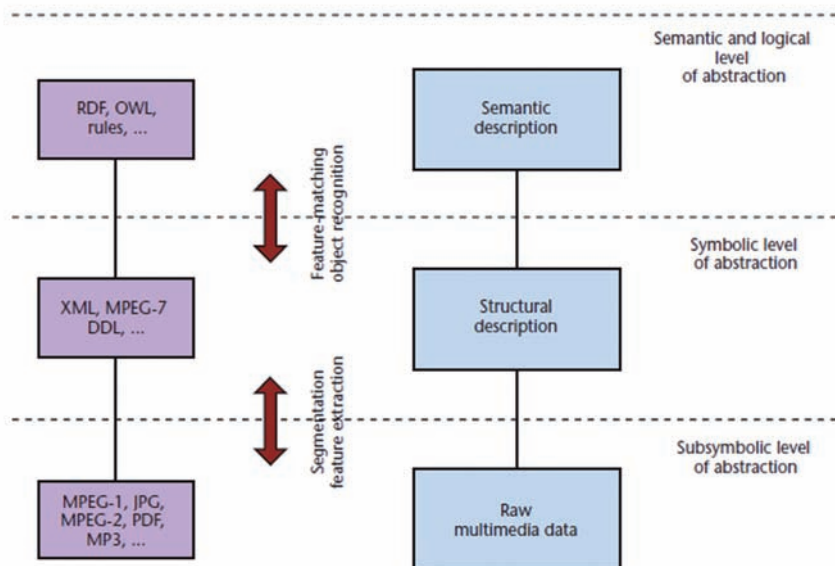 Semantic and logical
level of abstraction
of abstraction
RDF, OWL,
rules, ...
Semantic
description
Feature-matching
object recognition
Symbolic level
of abstraction
XML, MPEG-7
DDL, ...
Structural
description
Segmentation
feature extraction
Subsymbolic level
of abstraction
MPEG-1, JPG,
MPEG-2, PDF,
MP3, ...
Raw
multimedia data